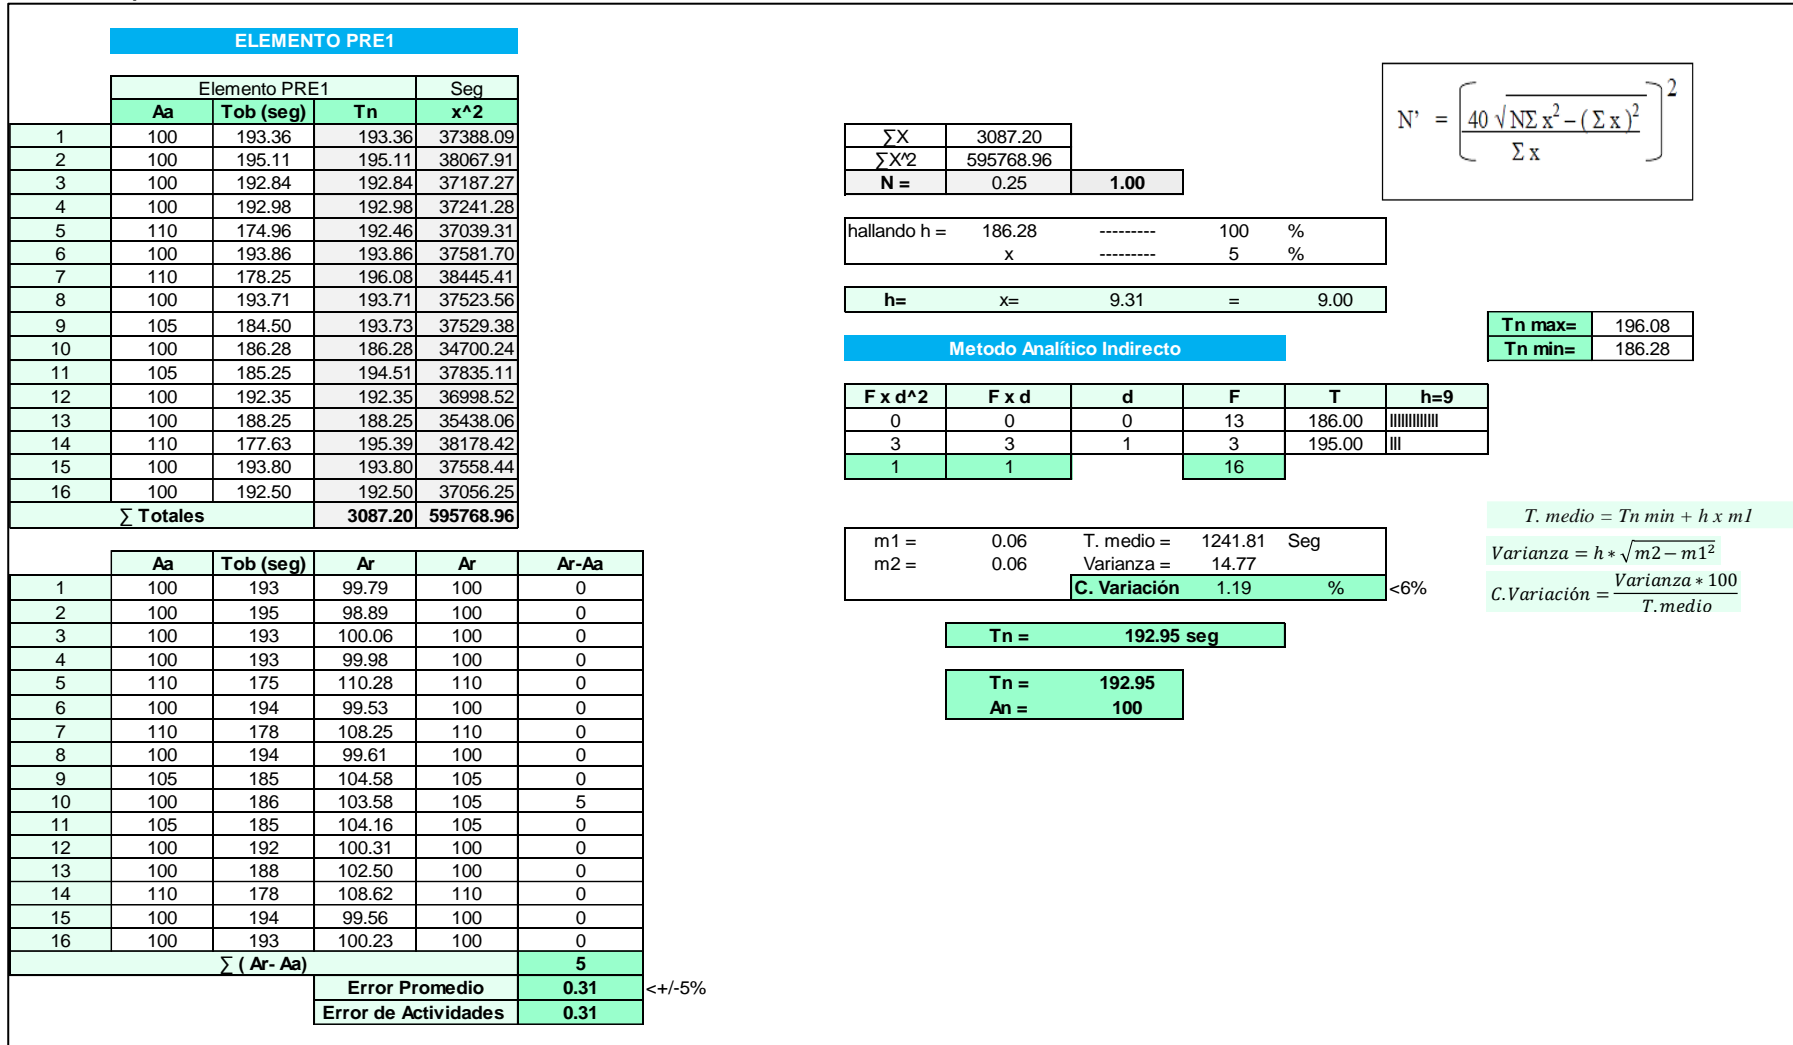 ELEMENTO PRE1
Elemento PRE1 Seg
Aa Tob (seg) Tn x^2
1 100 193.36 193.36 37388.09
2 100 195.11 195.11 38067.91
3 100 192.84 192.84 37187.27
4 100 192.98 192.98 37241.28
5 110 174.96 192.46 37039.31
6 100 193.86 193.86 37581.70
7 110 178.25 196.08 38445.41
8 100 193.71 193.71 37523.56
9 105 184.50 193.73 37529.38
10 100 186.28 186.28 34700.24
11 105 185.25 194.51 37835.11
12 100 192.35 192.35 36998.52
13 100 188.25 188.25 35438.06
14 110 177.63 195.39 38178.42
15 100 193.80 193.80 37558.44
16 100 192.50 192.50 37056.25
∑ Totales 3087.20 595768.96
Aa Tob (seg) Ar Ar Ar-Aa
1 100 193 99.79 100 0
2 100 195 98.89 100 0
3 100 193 100.06 100 0
4 100 193 99.98 100 0
5 110 175 110.28 110 0
6 100 194 99.53 100 0
7 110 178 108.25 110 0
8 100 194 99.61 100 0
9 105 185 104.58 105 0
10 100 186 103.58 105 5
11 105 185 104.16 105 0
12 100 192 100.31 100 0
13 100 188 102.50 100 0
14 110 178 108.62 110 0
15 100 194 99.56 100 0
16 100 193 100.23 100 0
∑ ( Ar- Aa) 5
Error Promedio 0.31 <+/-5%
Error de Actividades 0.31
∑X 3087.20
∑X^2 595768.96
N = 0.25 1.00
N' = [ 40 √ N∑ x² – ( ∑ x )² / ∑ x ] 2
hallando h = 186.28 --------- 100 %
x --------- 5 %
h= x= 9.31 = 9.00
Tn max= 196.08
Tn min= 186.28
Metodo Analítico Indirecto
F x d^2 F x d d F T h=9
0 0 0 13 186.00 IIIIIIIIIIIII
3 3 1 3 195.00 III
1 1 16
m1 = 0.06 T. medio = 1241.81 Seg
m2 = 0.06 Varianza = 14.77
C. Variación 1.19 % <6%
T. medio = Tn min + h x m1
Varianza = h * √m2 − m1²
C.Variación = Varianza * 100 / T.medio
Tn = 192.95 seg
Tn = 192.95
An = 100